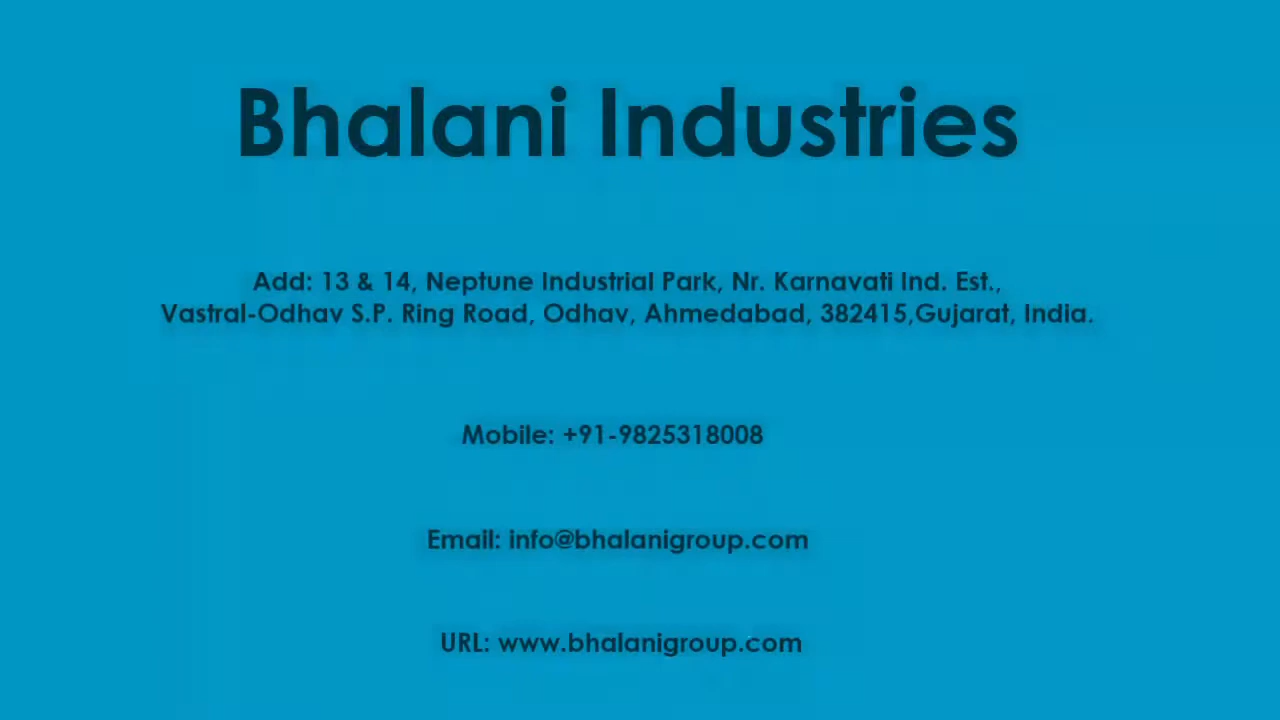 Bhalani Industries
Add: 13 & 14, Neptune Industrial Park, Nr. Karnavati Ind. Est.,
Vastral-Odhav S.P. Ring Road, Odhav, Ahmedabad, 382415,Gujarat, India.
Mobile: +91-9825318008
Email: info@bhalanigroup.com
URL: www.bhalanigroup.com